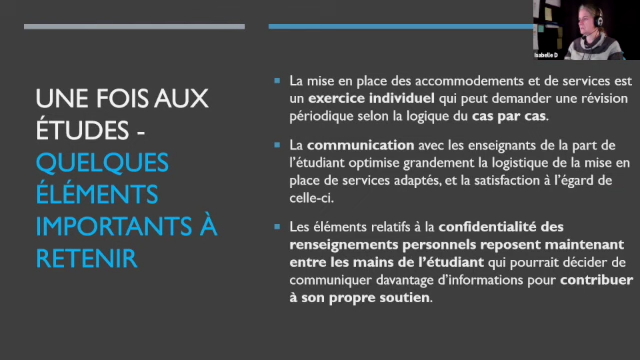 Isabelle D
UNE FOIS AUX
ÉTUDES -
QUELQUES
ÉLÉMENTS
IMPORTANTS À
RETENIR
La mise en place des accommodements et de services est
un exercice individuel qui peut demander une révision
périodique selon la logique du cas par cas.
La communication avec les enseignants de la part de
l'étudiant optimise grandement la logistique de la mise en
place de services adaptés, et la satisfaction à l'égard de
celle-ci.
Les éléments relatifs à la confidentialité des
renseignements personnels reposent maintenant
entre les mains de l'étudiant qui pourrait décider de
communiquer davantage d'informations pour contribuer
à son propre soutien.